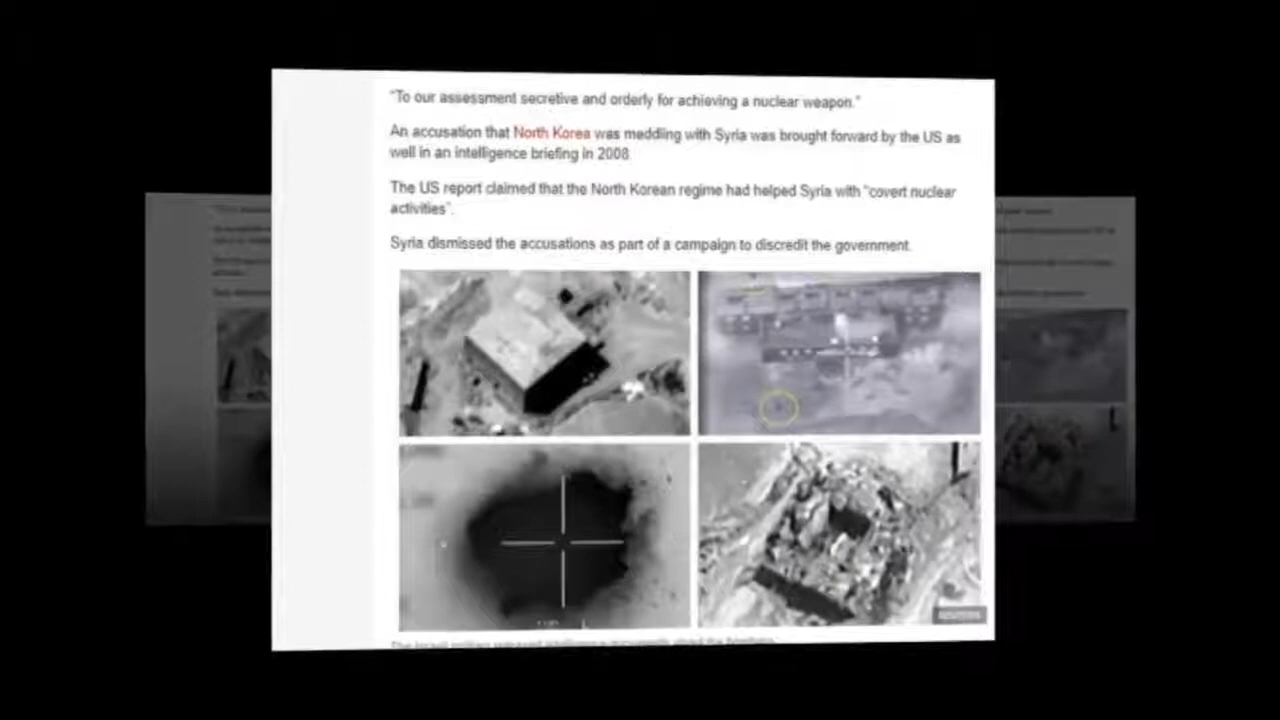 "To our assessment secretive and orderly for achieving a nuclear weapon."
An accusation that North Korea was meddling with Syria was brought forward by the US as
well in an intelligence briefing in 2008.
The US report claimed that the North Korean regime had helped Syria with "covert nuclear
activities".
Syria dismissed the accusations as part of a campaign to discredit the government.